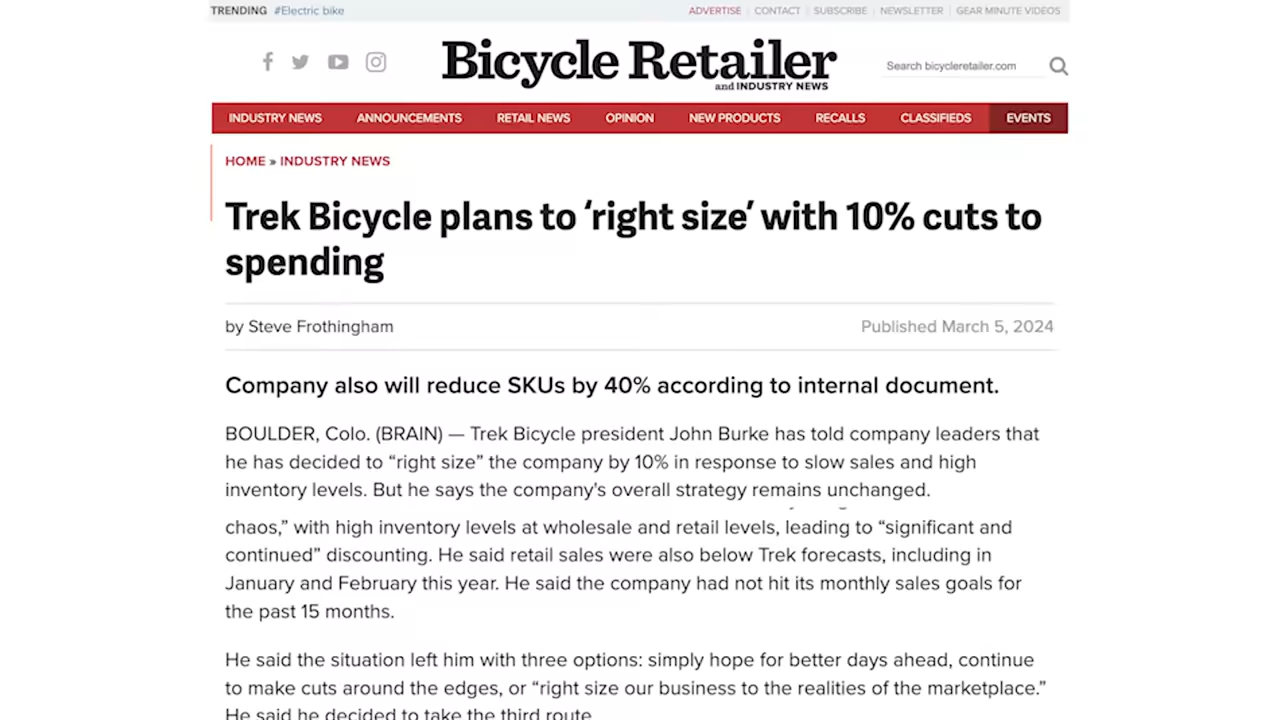 TRENDING #Electric bike
ADVERTISE | CONTACT | SUBSCRIBE | NEWSLETTER | GEAR MINUTE VIDEOS
Bicycle Retailer
and INDUSTRY NEWS
Search bicycleretailer.com
INDUSTRY NEWS ANNOUNCEMENTS RETAIL NEWS OPINION NEW PRODUCTS RECALLS CLASSIFIEDS EVENTS
HOME » INDUSTRY NEWS
Trek Bicycle plans to ‘right size’ with 10% cuts to
spending
by Steve Frothingham
Published March 5, 2024
Company also will reduce SKUs by 40% according to internal document.
BOULDER, Colo. (BRAIN) — Trek Bicycle president John Burke has told company leaders that
he has decided to “right size” the company by 10% in response to slow sales and high
inventory levels. But he says the company's overall strategy remains unchanged.
chaos,” with high inventory levels at wholesale and retail levels, leading to “significant and
continued” discounting. He said retail sales were also below Trek forecasts, including in
January and February this year. He said the company had not hit its monthly sales goals for
the past 15 months.
He said the situation left him with three options: simply hope for better days ahead, continue
to make cuts around the edges, or “right size our business to the realities of the marketplace.”
He said he decided to take the third route